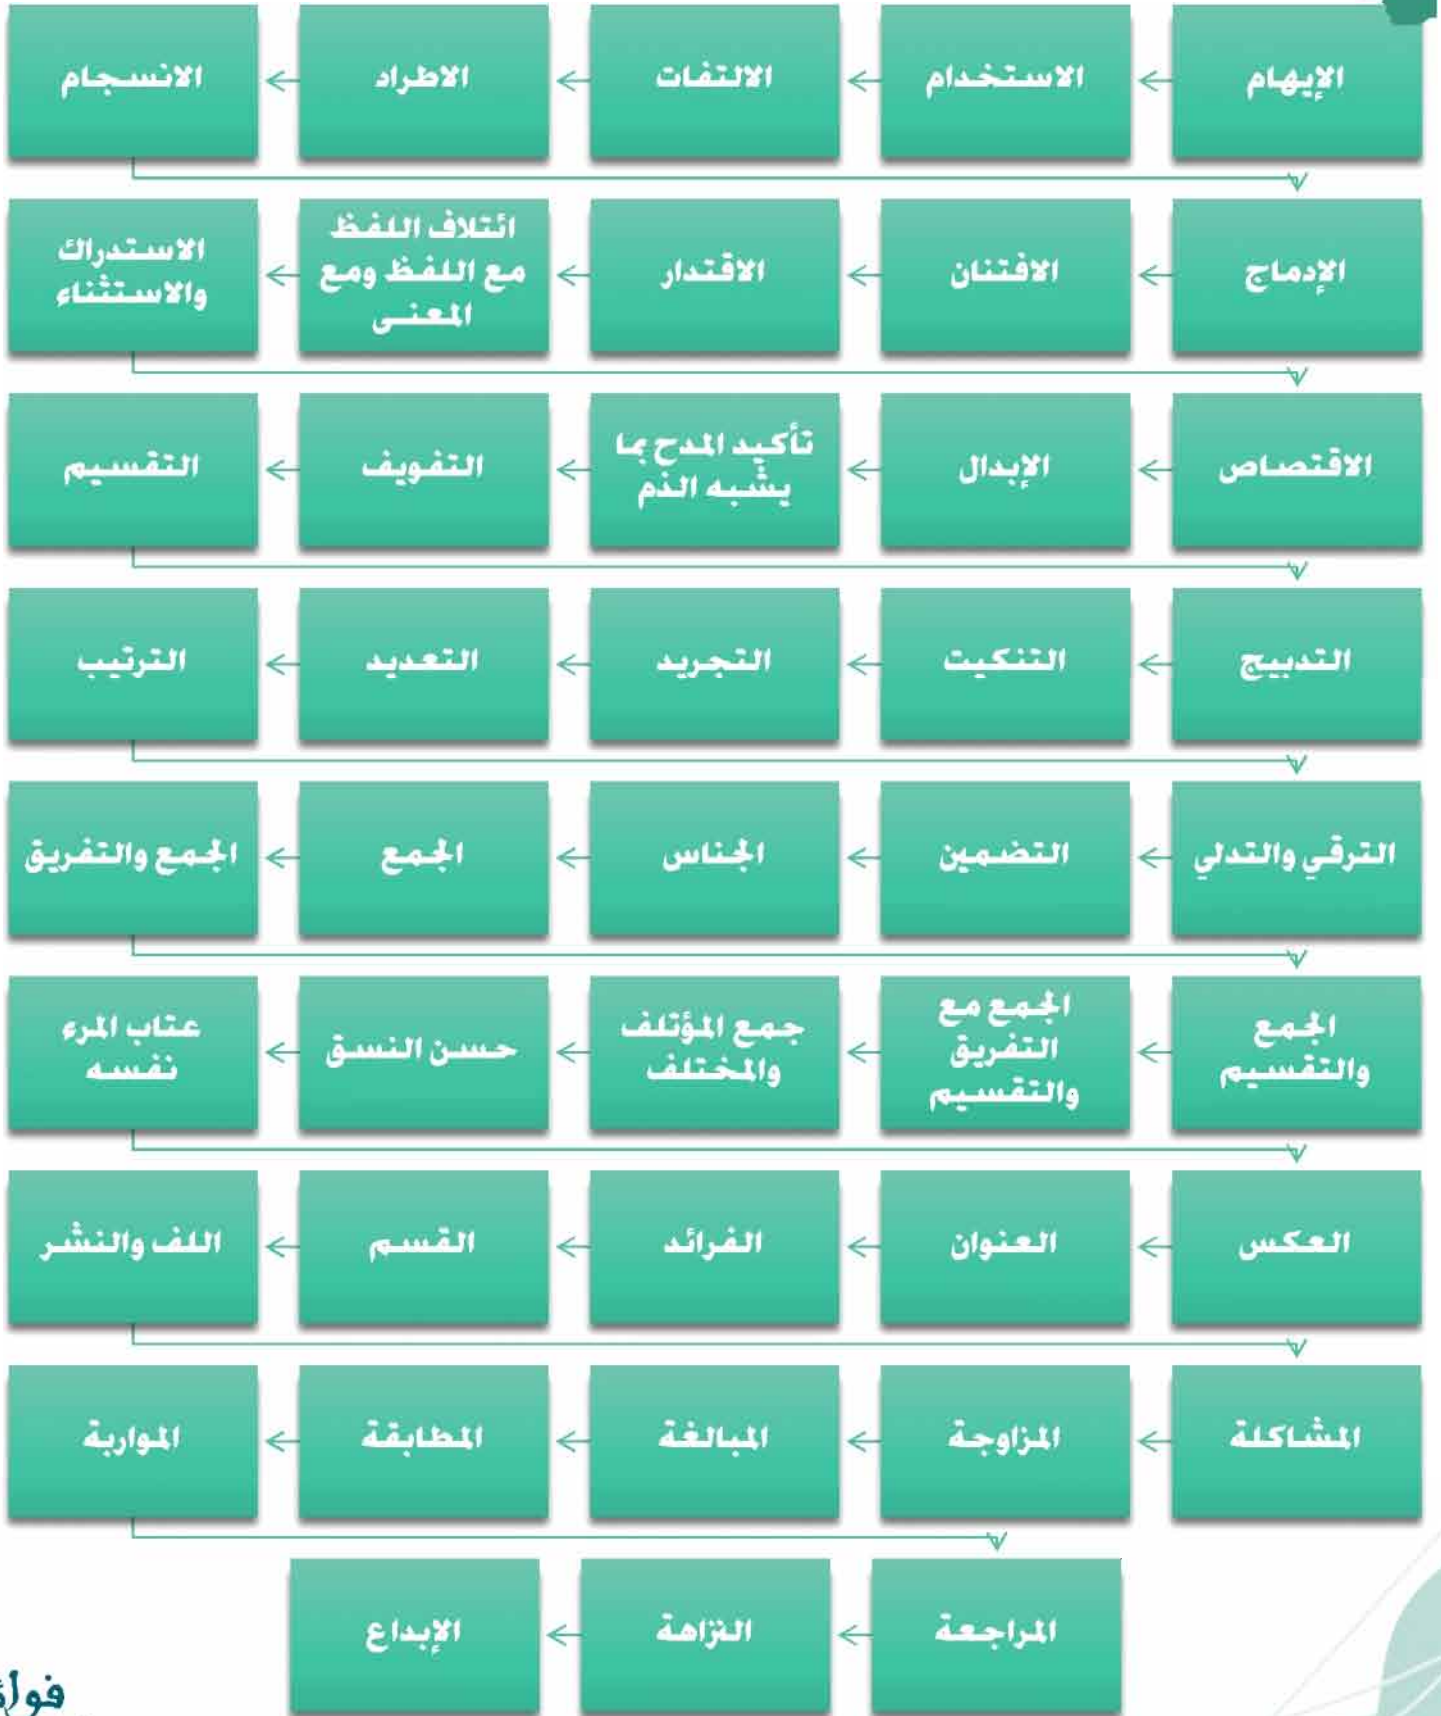 الإيهام
الاستخدام
الالتفات
الاطراد
الانسجام
الإدماج
الافتنان
الاقتدار
ائتلاف اللفظ
مع اللفظ ومع
المعنى
الاستدراك
والاستثناء
الاقتصاص
الإبدال
تأكيد المدح بما
يشبه الذم
التفويف
التقسيم
التدبيج
التنكيت
التجريد
التعديد
الترتيب
الترقي والتدلي
التضمين
الجناس
الجمع
الجمع والتفريق
الجمع
والتقسيم
الجمع مع
التفريق
والتقسيم
جمع المؤتلف
والمختلف
حسن النسق
عتاب المرء
نفسه
العكس
العنوان
الفرائد
القسم
اللف والنشر
المشاكلة
المزاوجة
المبالغة
المطابقة
المواربة
المراجعة
النزاهة
الإبداع